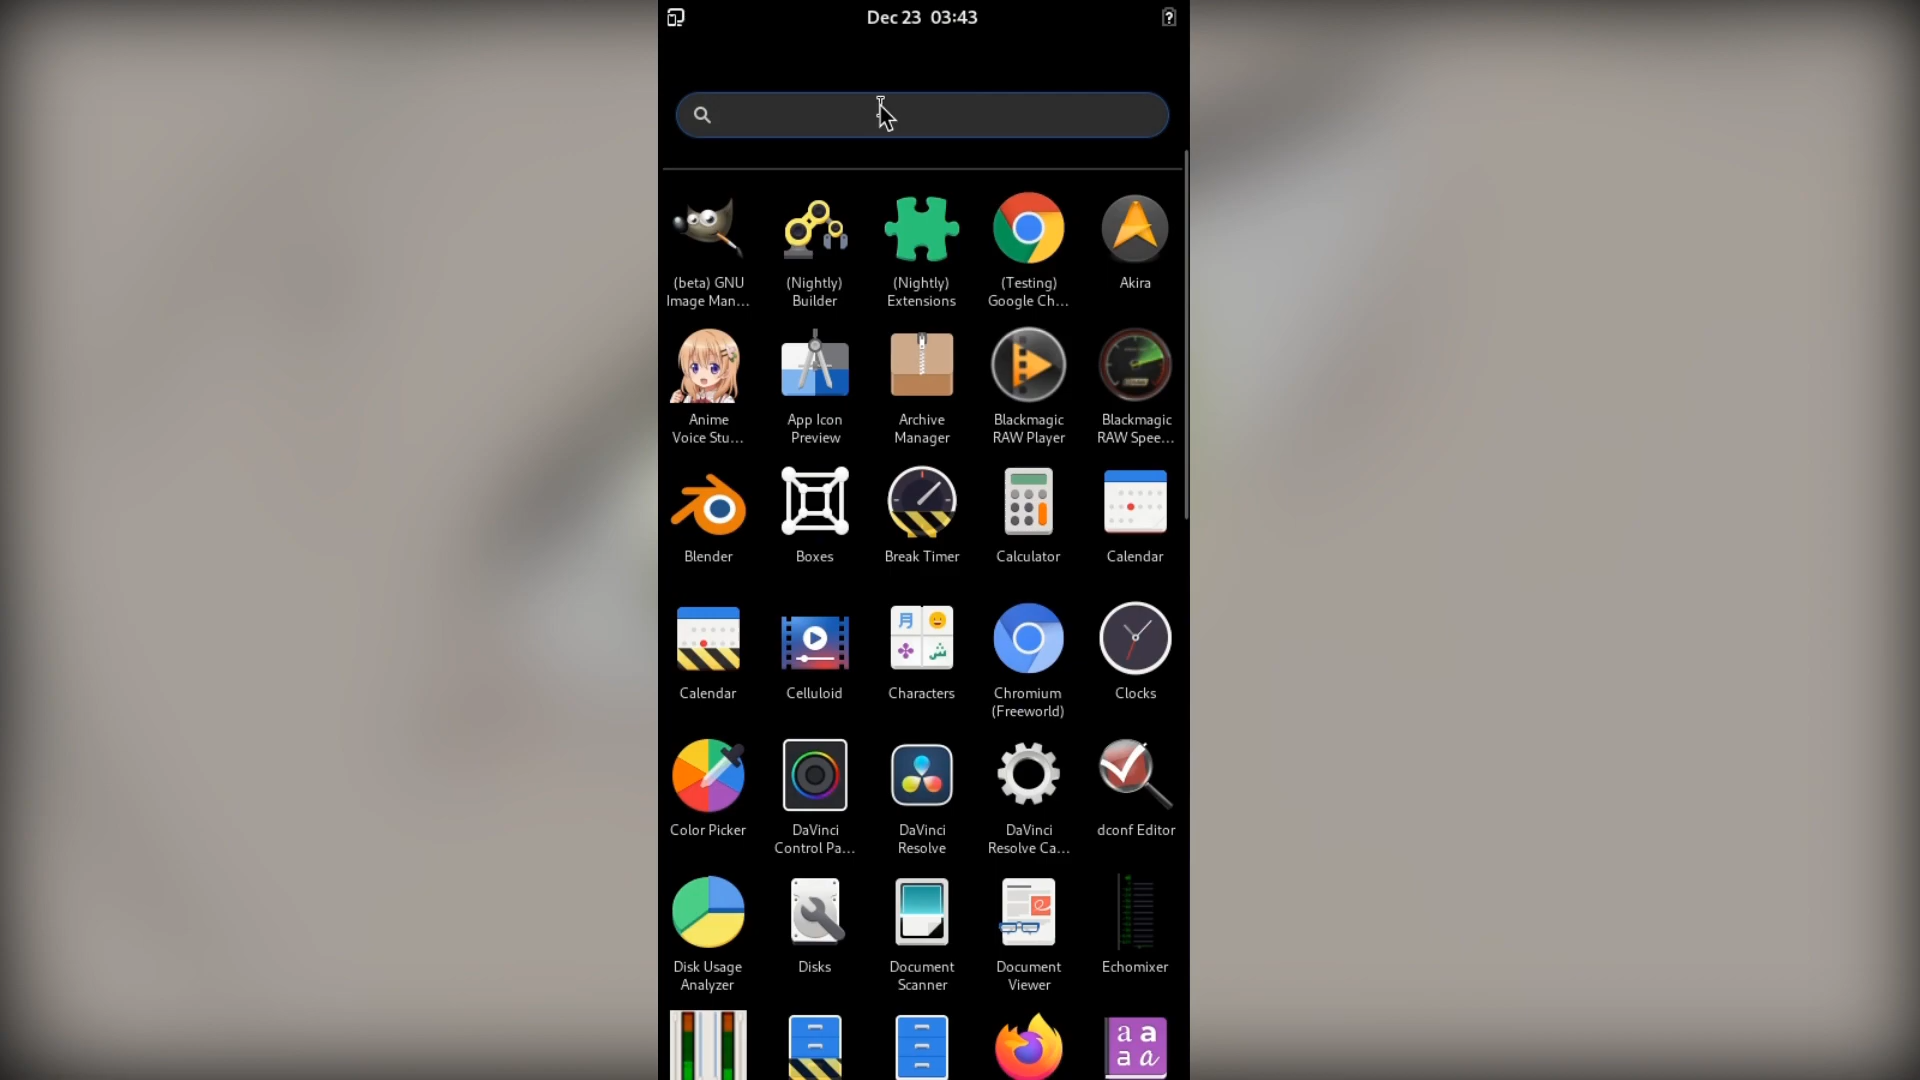 Dec 23 03:43
(beta) GNU
Image Man...
(Nightly)
Builder
(Nightly)
Extensions
(Testing)
Google Ch...
Akira
Anime
Voice Stu...
App Icon
Preview
Archive
Manager
Blackmagic
RAW Player
Blackmagic
RAW Spee...
Blender
Boxes
Break Timer
Calculator
Calendar
Calendar
Celluloid
月
ش
Characters
Chromium
(Freeworld)
Clocks
Color Picker
DaVinci
Control Pa...
DaVinci
Resolve
DaVinci
Resolve Ca...
dconf Editor
Disk Usage
Analyzer
Disks
Document
Scanner
Document
Viewer
Echomixer
a a
a a